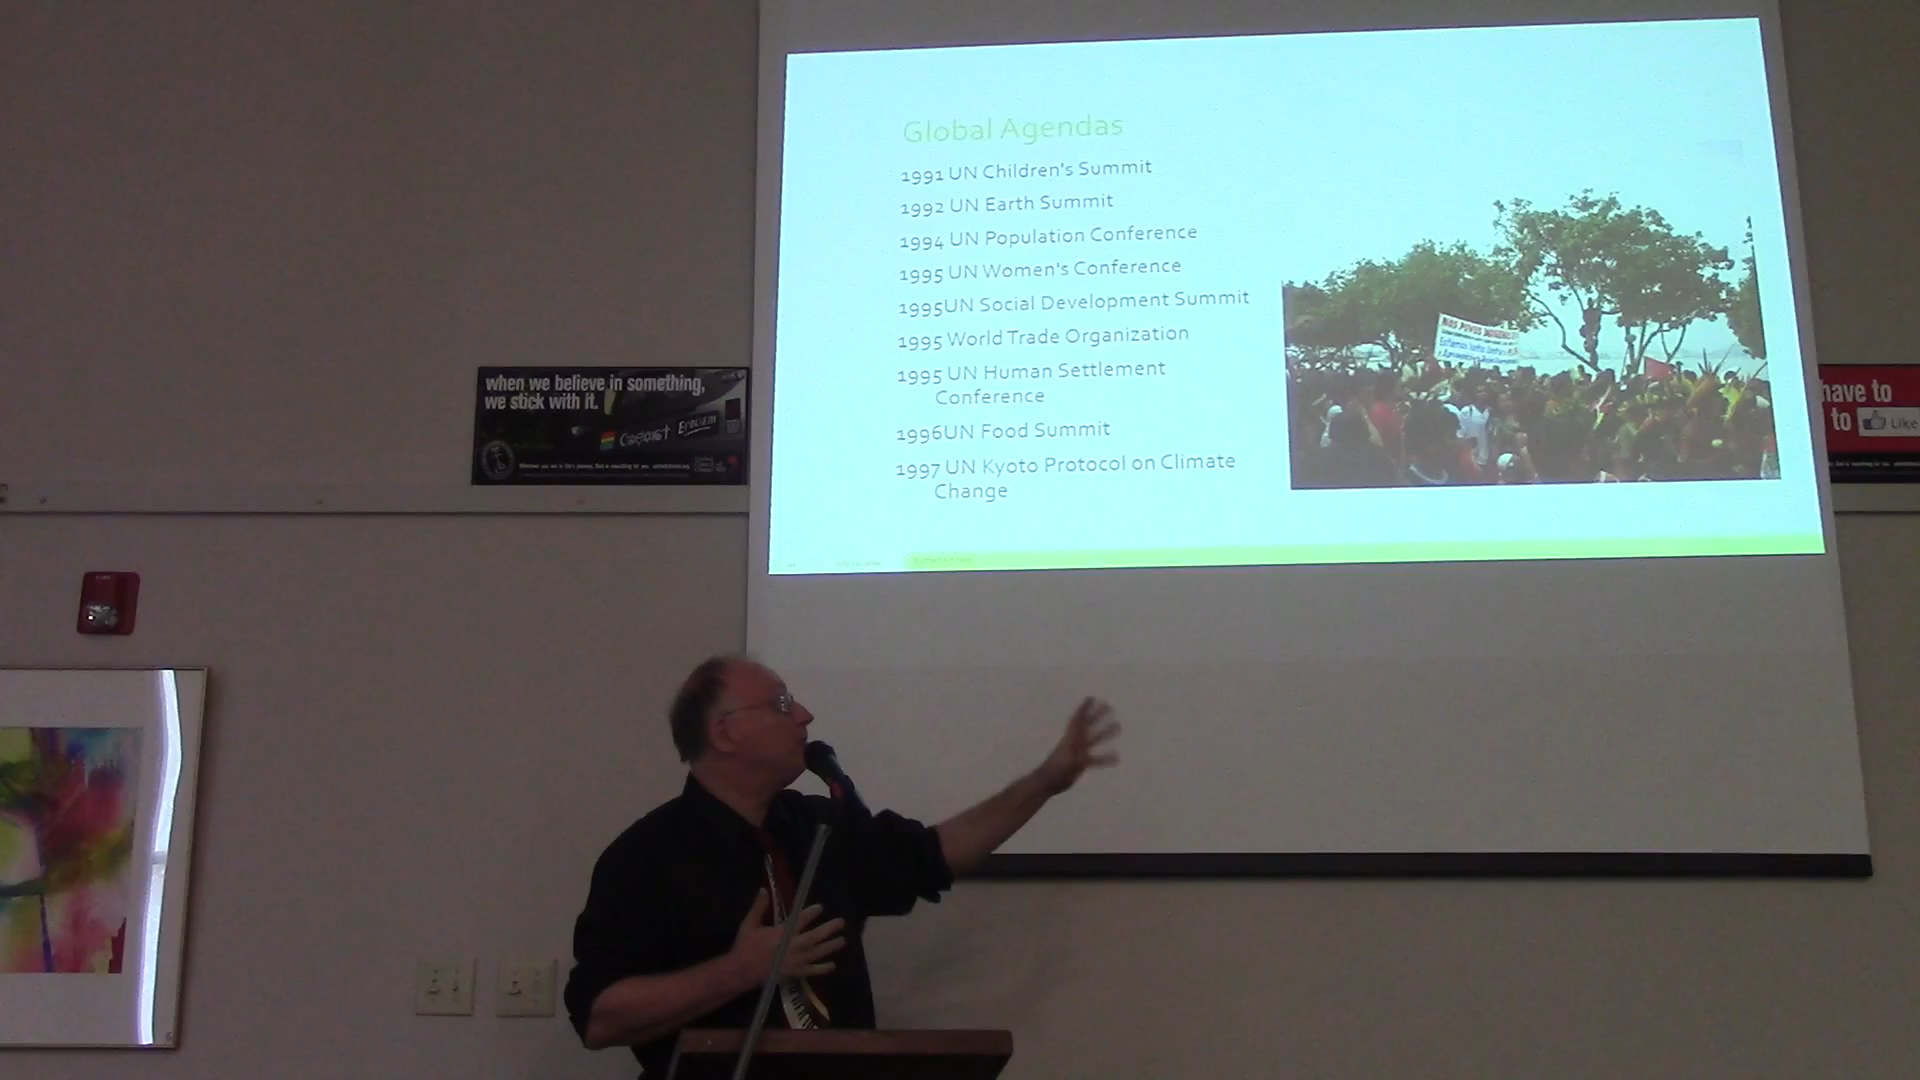 Global Agendas
1991 UN Children's Summit
1992 UN Earth Summit
1994 UN Population Conference
1995 UN Women's Conference
1995UN Social Development Summit
1995 World Trade Organization
1995 UN Human Settlement
Conference
1996UN Food Summit
1997 UN Kyoto Protocol on Climate
Change
when we believe in something,
we stick with it.
have to
to
Like